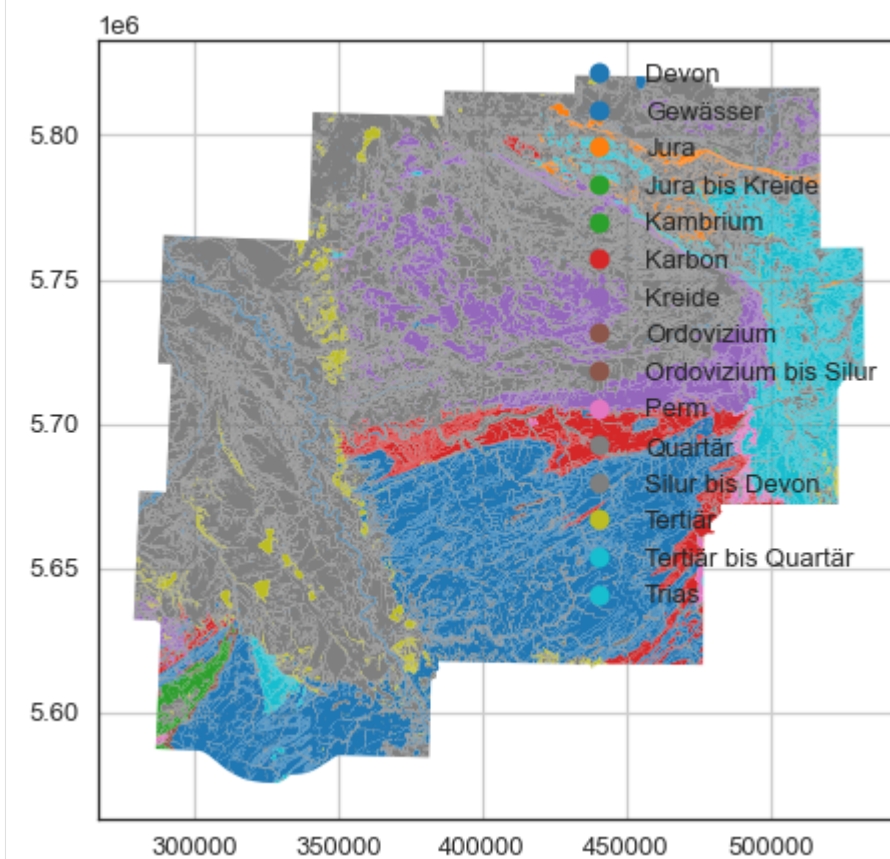 1e6
5.80
5.75
5.70
5.65
5.60
300000 350000 400000 450000 500000
Devon
Gewässer
Jura
Jura bis Kreide
Kambrium
Karbon
Kreide
Ordovizium
Ordovizium bis Silur
Perm
Quartär
Silur bis Devon
Tertiär
Tertiär bis Quartär
Trias